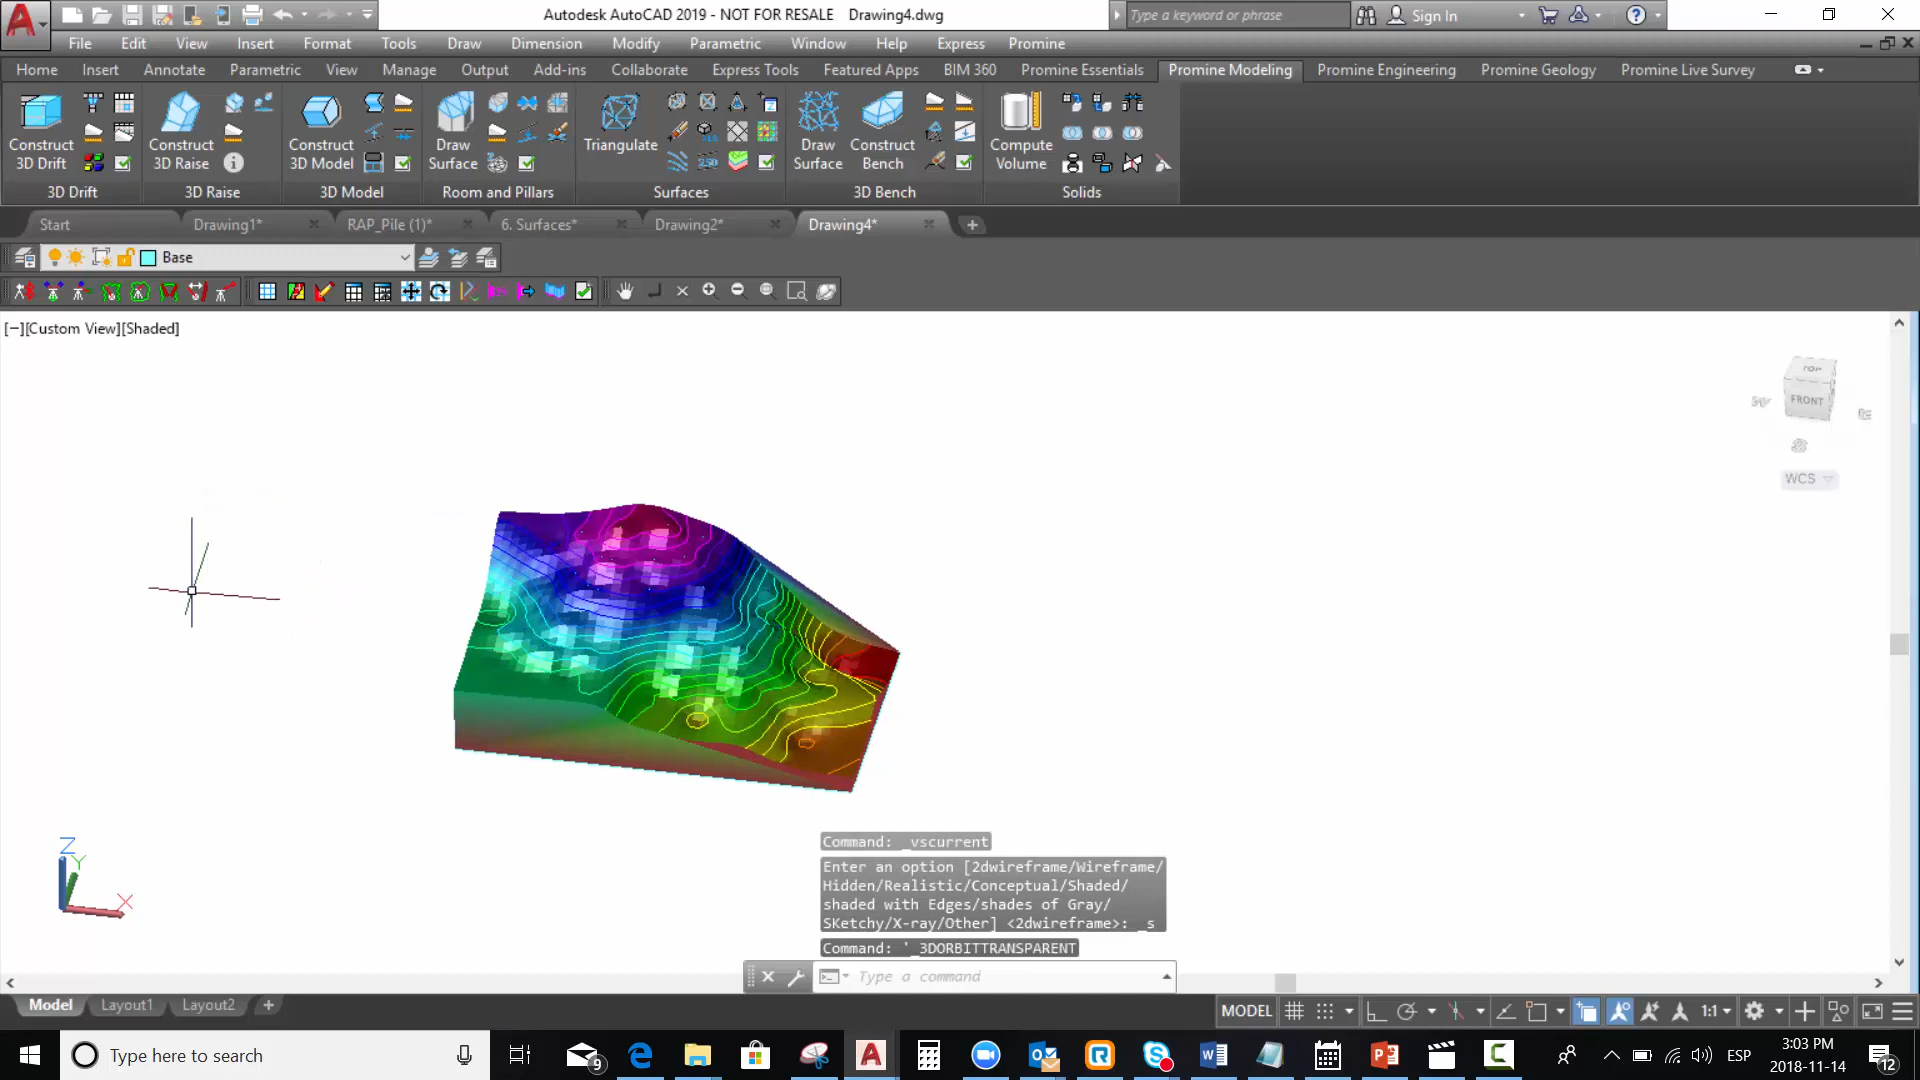 Autodesk AutoCAD 2019 - NOT FOR RESALE Drawing4.dwg
Type a keyword or phrase
Sign In
File Edit View Insert Format Tools Draw Dimension Modify Parametric Window Help Express Promine
Home Insert Annotate Parametric View Manage Output Add-ins Collaborate Express Tools Featured Apps BIM 360 Promine Essentials Promine Modeling Promine Engineering Promine Geology Promine Live Survey
Construct 3D Drift
Construct 3D Raise
Construct 3D Model
Draw Surface
Triangulate
Draw Surface
Construct Bench
Compute Volume
3D Drift 3D Raise 3D Model Room and Pillars Surfaces 3D Bench Solids
Start Drawing1* RAP_Pile (1)* 6. Surfaces* Drawing2* Drawing4*
Base
[−][Custom View][Shaded]
TOP
FRONT
WCS
Z
Y
X
Command: _vscurrent
Enter an option [2dwireframe/Wireframe/
Hidden/Realistic/Conceptual/Shaded/
shaded with Edges/shades of Gray/
SKetchy/X-ray/Other] <2dwireframe>: _s
Command: '_3DORBITTRANSPARENT
Type a command
Model Layout1 Layout2
MODEL 1:1
Type here to search
9
ESP
3:03 PM
2018-11-14
12